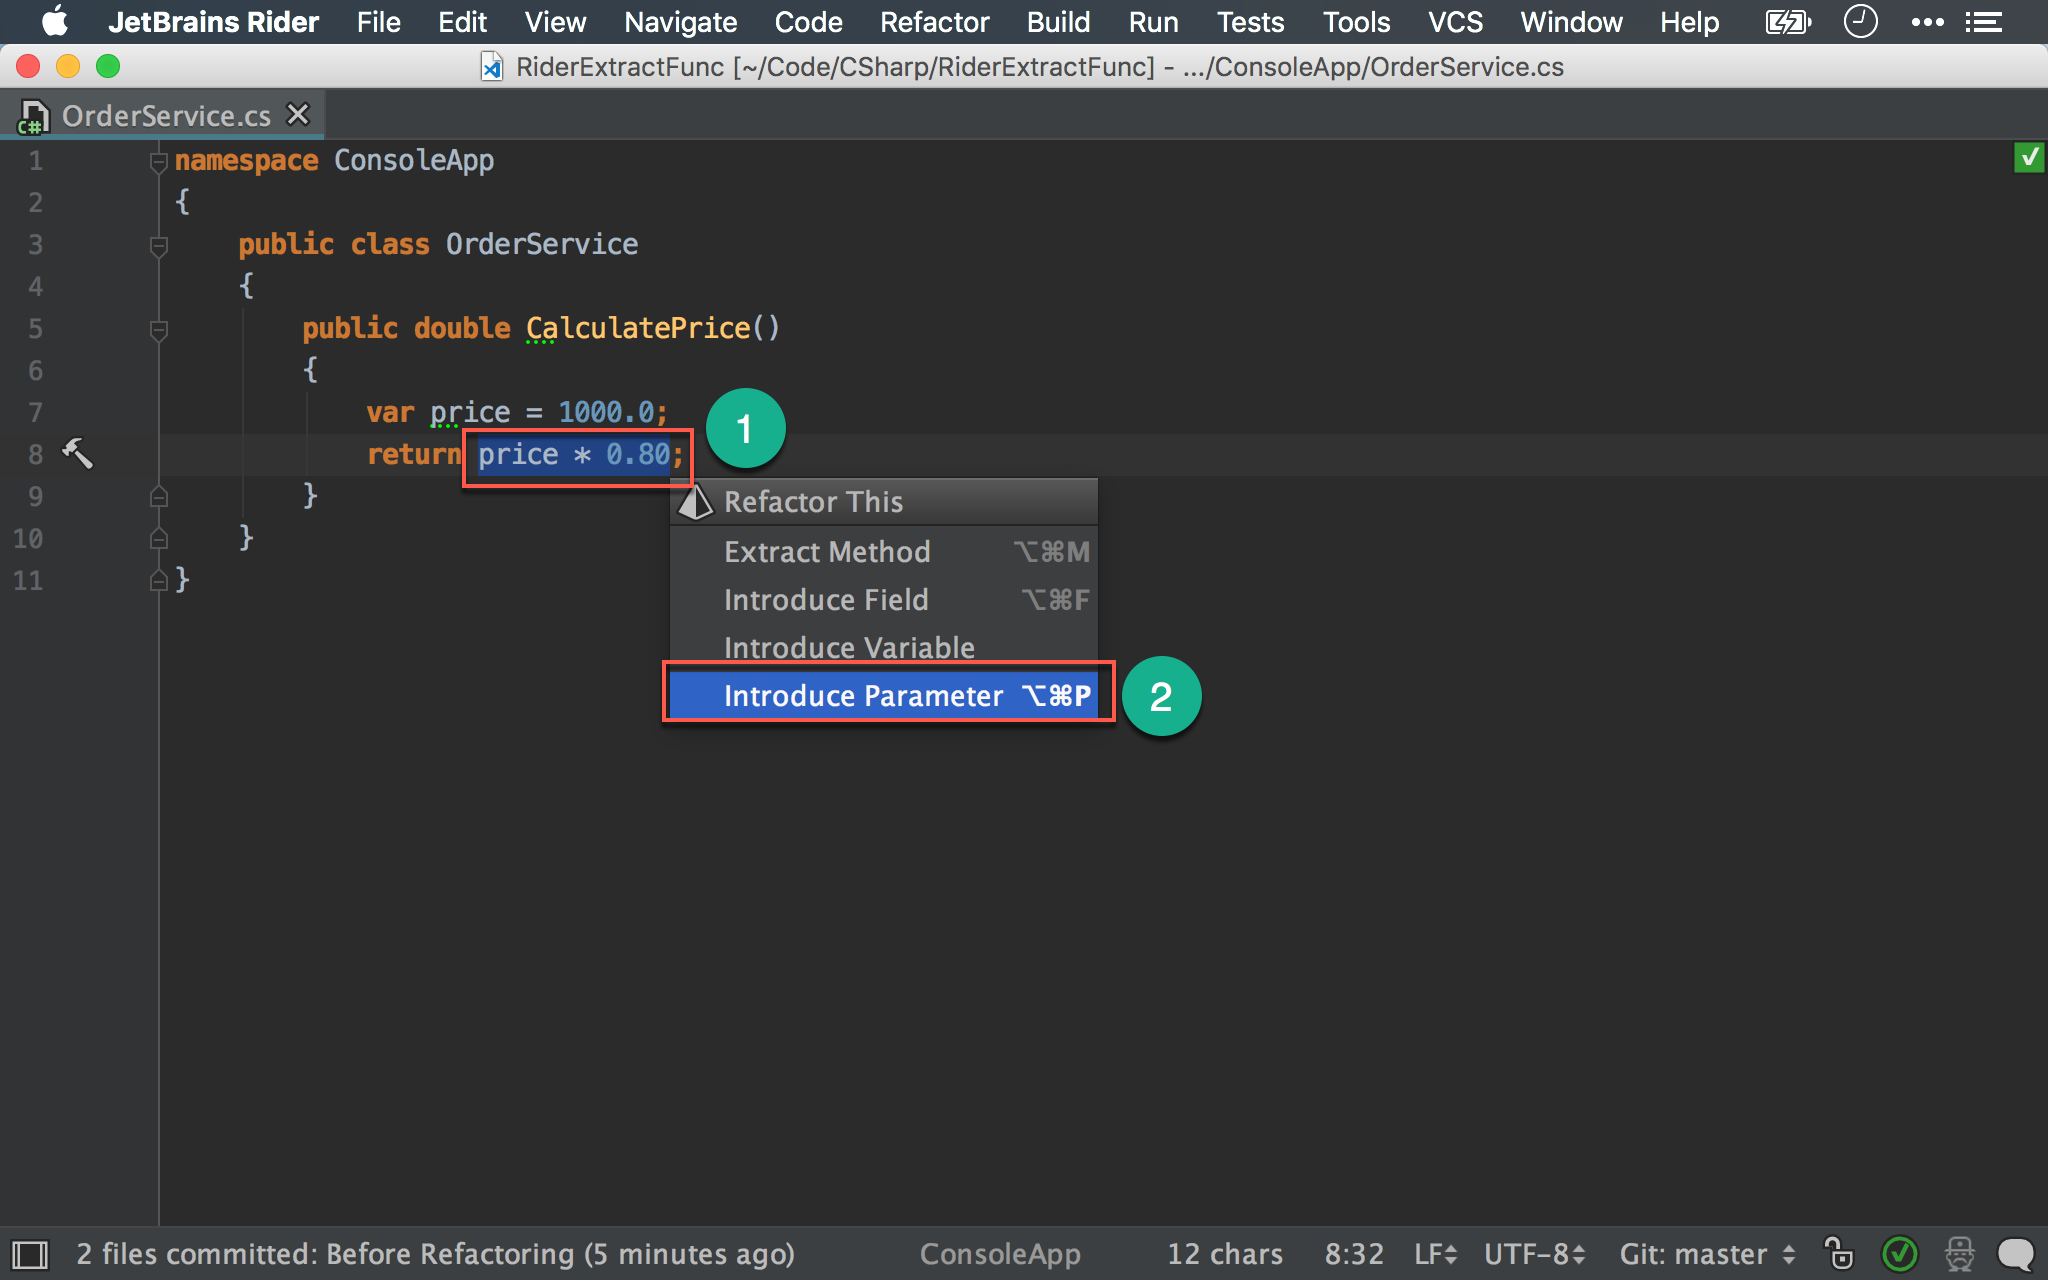 JetBrains Rider File Edit View Navigate Code Refactor Build Run Tests Tools VCS Window Help
RiderExtractFunc [~/Code/CSharp/RiderExtractFunc] - .../ConsoleApp/OrderService.cs
C# OrderService.cs
1 namespace ConsoleApp
2 {
3 public class OrderService
4 {
5 public double CalculatePrice()
6 {
7 var price = 1000.0;
8 return price * 0.80;
1
9 }
10 }
11 }
Refactor This
Extract Method ⌥⌘M
Introduce Field ⌥⌘F
Introduce Variable
Introduce Parameter ⌥⌘P
2
2 files committed: Before Refactoring (5 minutes ago) ConsoleApp 12 chars 8:32 LF UTF-8 Git: master